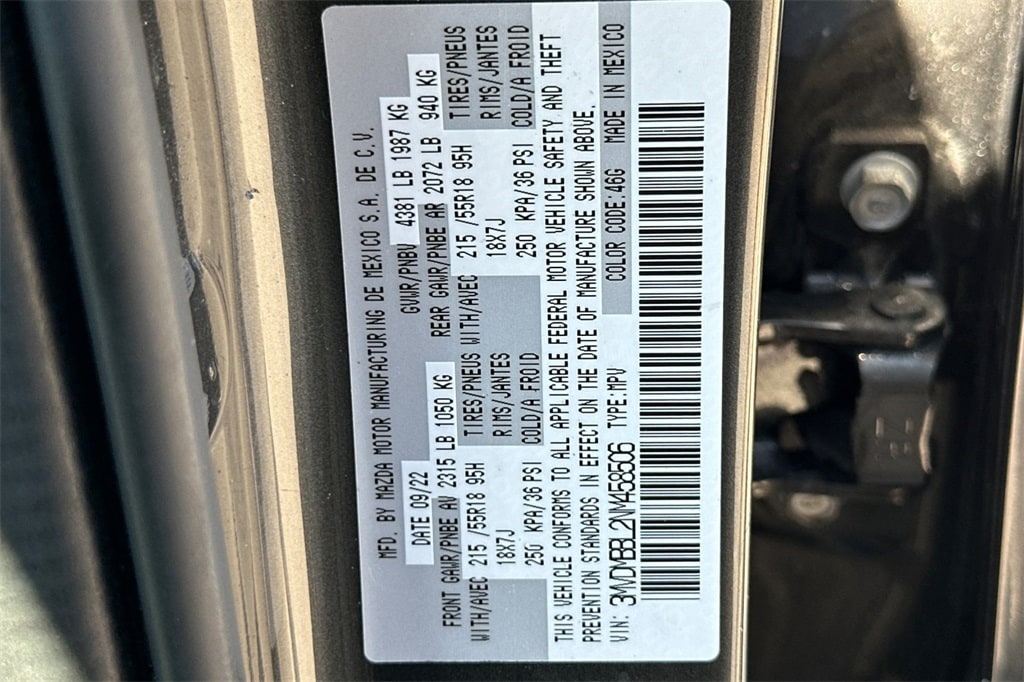 MFD. BY MAZDA MOTOR MANUFACTURING DE MEXICO S.A. DE C.V.
DATE 09/22 GVWR/PNBV 4381 LB 1987 KG
FRONT GAWR/PNBE AV 2315 LB 1050 KG REAR GAWR/PNBE AR 2072 LB 940 KG
WITH/AVEC 215 /55R18 95H TIRES/PNEUS WITH/AVEC 215 /55R18 95H TIRES/PNEUS
18X7J RIMS/JANTES 18X7J RIMS/JANTES
250 KPA/36 PSI COLD/A FROID 250 KPA/36 PSI COLD/A FROID
THIS VEHICLE CONFORMS TO ALL APPLICABLE FEDERAL MOTOR VEHICLE SAFETY AND THEFT
PREVENTION STANDARDS IN EFFECT ON THE DATE OF MANUFACTURE SHOWN ABOVE.
VIN: 3MVDMBBL2NM458506 TYPE:MPV COLOR CODE:46G MADE IN MEXICO